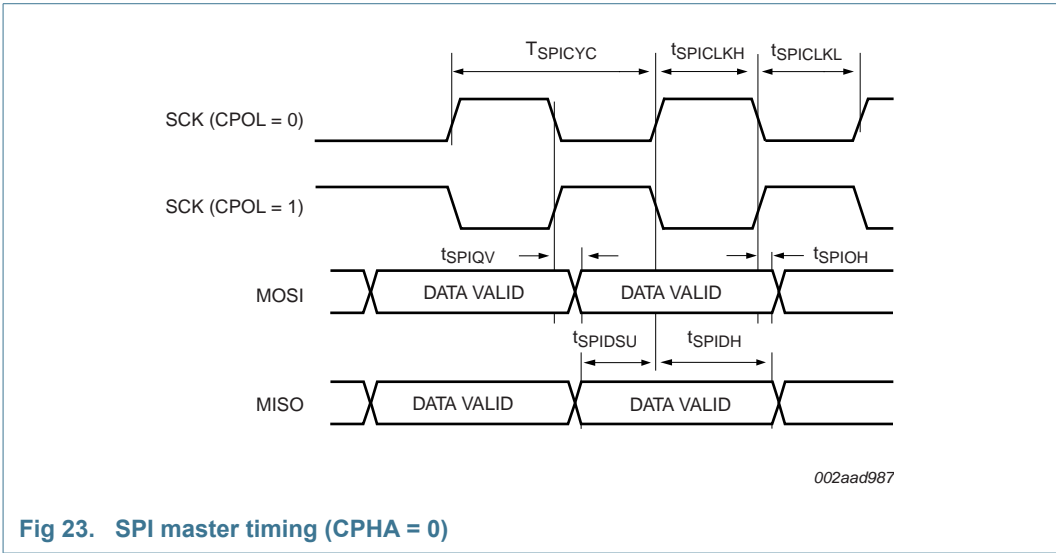 TSPICYC tSPICLKH tSPICLKL
SCK (CPOL = 0)
SCK (CPOL = 1)
tSPIQV tSPIOH
MOSI DATA VALID DATA VALID
tSPIDSU tSPIDH
MISO DATA VALID DATA VALID
002aad987
Fig 23. SPI master timing (CPHA = 0)